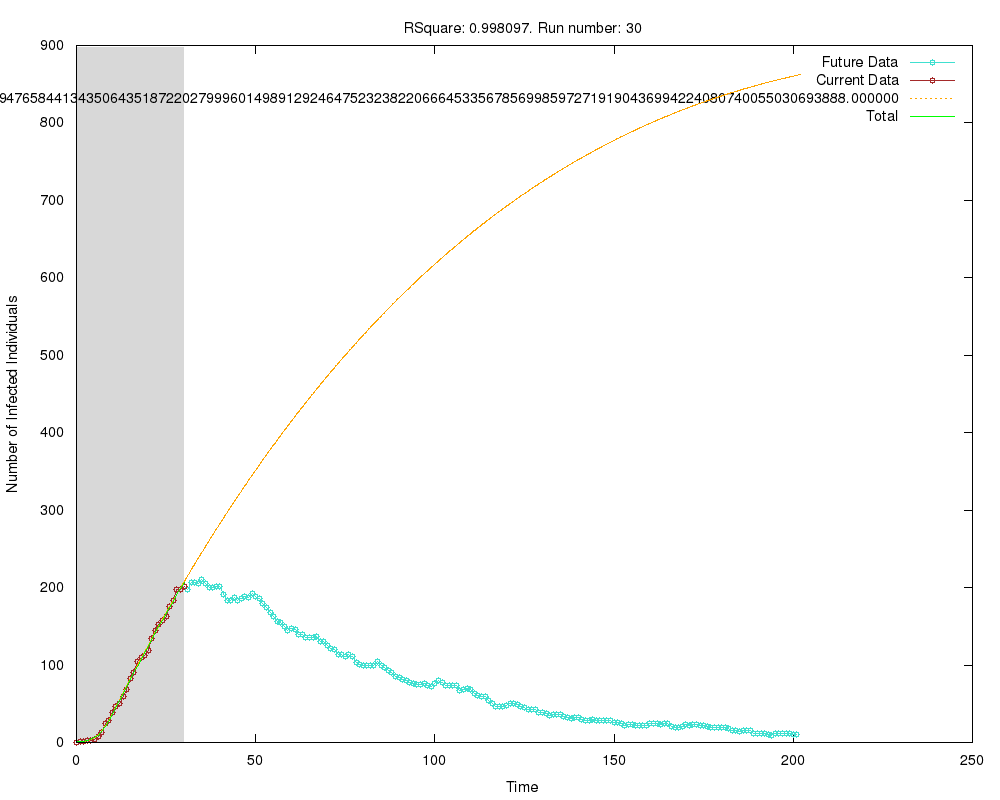 RSquare: 0.998097. Run number: 30
900
800
700
600
500
400
300
200
100
0
Number of Infected Individuals
Future Data
Current Data
Total
0
50
100
150
200
250
Time